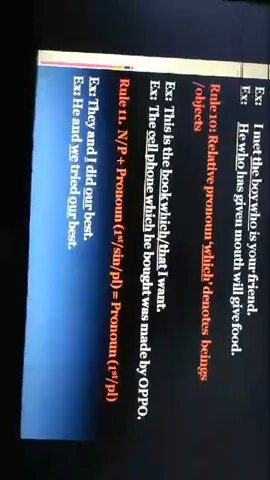 Ex: I met the boy who is your friend.
Ex: He who has given mouth will give food.
Rule 10: Relative pronoun 'which' denotes beings
/objects
Ex: This is the book which/that I want.
Ex: The cell phone which he bought was made by OPPO.
Rule 11. N/P + Pronoun (1st/sin/pl) = Pronoun (1st/pl)
Ex: They and I did our best.
Ex: He and we tried our best.